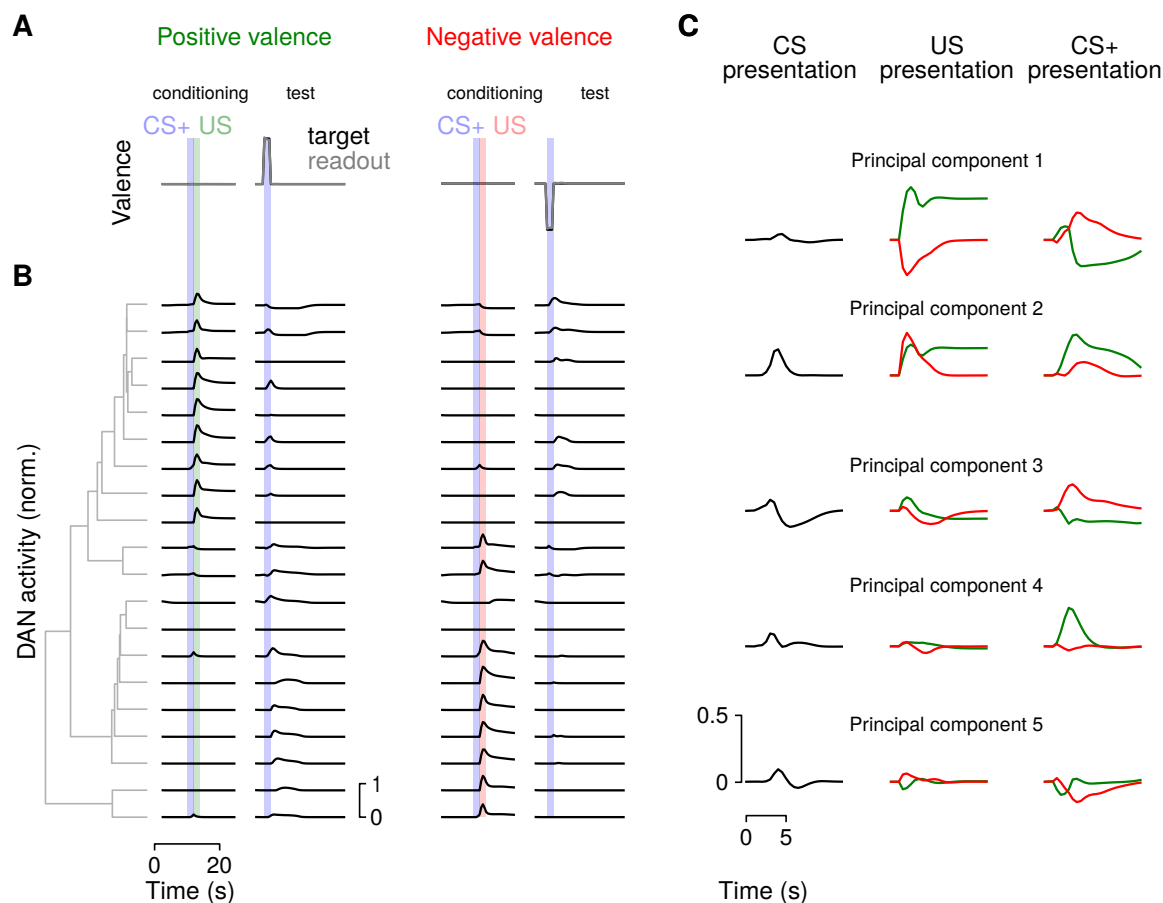 A
Positive valence
Negative valence
conditioning
test
conditioning
test
CS+ US
CS+ US
target
readout
Valence
B
DAN activity (norm.)
1
0
0
20
Time (s)
C
CS
presentation
US
presentation
CS+
presentation
Principal component 1
Principal component 2
Principal component 3
Principal component 4
Principal component 5
0.5
0
0
5
Time (s)